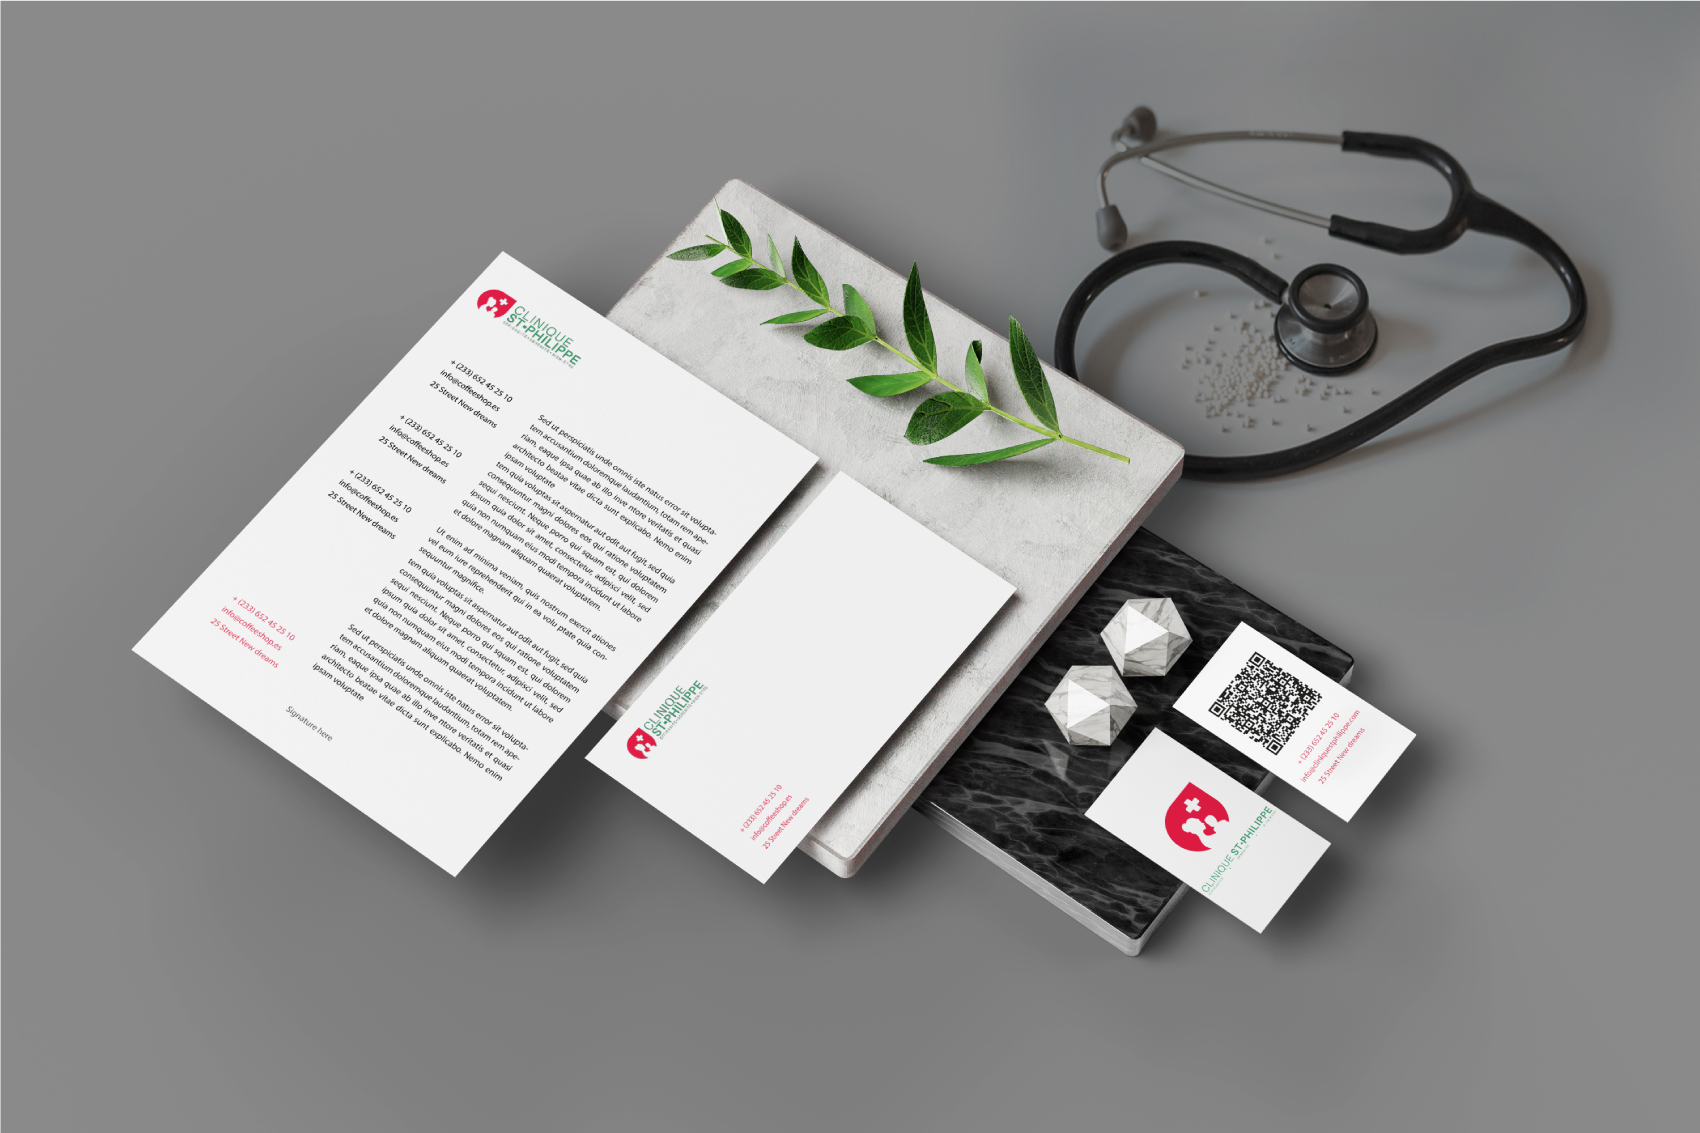 CLINIQUE
ST+PHILIPPE
+ (233) 652 45 25 10
info@coffeeshop.es
25 Street New dreams
+ (233) 652 45 25 10
info@coffeeshop.es
25 Street New dreams
+ (233) 652 45 25 10
info@coffeeshop.es
25 Street New dreams
+ (233) 652 45 25 10
info@coffeeshop.es
25 Street New dreams
Sed ut perspiciatis unde omnis iste natus error sit volupta-
tem accusantium doloremque laudantium, totam rem ape-
riam, eaque ipsa quae ab illo inve ntore veritatis et quasi
architecto beatae vitae dicta sunt explicabo. Nemo enim
ipsam voluptate
tem quia voluptas sit aspernatur aut odit aut fugit, sed quia
consequuntur magni dolores eos qui ratione voluptatem
sequi nesciunt. Neque porro qui squam est, qui dolorem
ipsum quia dolor sit amet, consectetur, adipisci velit, sed
quia non numquam eius modi tempora incidunt ut labore
et dolore magnam aliquam quaerat voluptatem.
Ut enim ad minima veniam, quis nostrum exercit ationes
vel eum iure reprehenderit qui in ea volu ptate quia con-
sequuntur magnifice.
tem quia voluptas sit aspernatur aut odit aut fugit, sed quia
consequuntur magni dolores eos qui ratione voluptatem
sequi nesciunt. Neque porro qui squam est, qui dolorem
ipsum quia dolor sit amet, consectetur, adipisci velit, sed
quia non numquam eius modi tempora incidunt ut labore
et dolore magnam aliquam quaerat voluptatem.
Sed ut perspiciatis unde omnis iste natus error sit volupta-
tem accusantium doloremque laudantium, totam rem ape-
riam, eaque ipsa quae ab illo inve ntore veritatis et quasi
architecto beatae vitae dicta sunt explicabo. Nemo enim
ipsam voluptate
Signature here
CLINIQUE
ST+PHILIPPE
+ (233) 652 45 25 10
info@coffeeshop.es
25 Street New dreams
+ (233) 652 45 25 10
info@cliniquestphilippe.com
25 Street New dreams
CLINIQUE ST+PHILIPPE